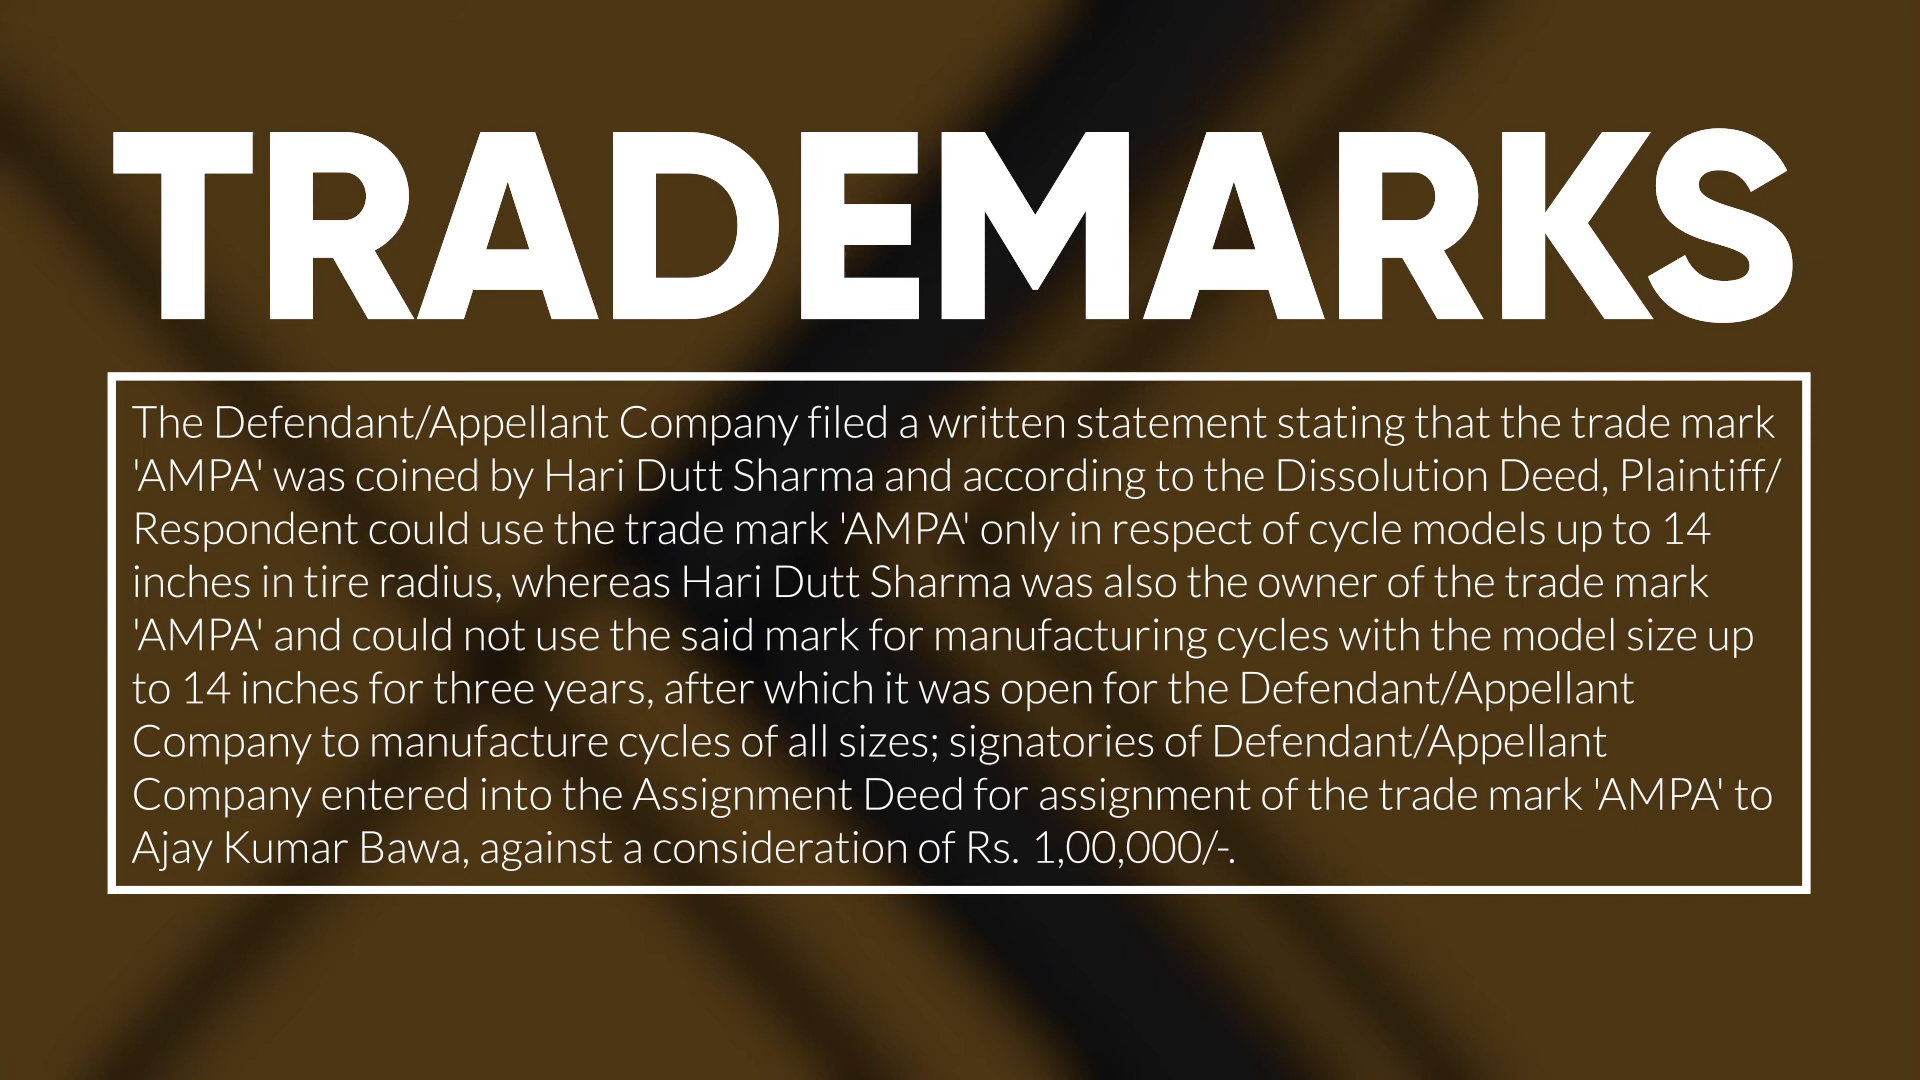 TRADEMARKS
The Defendant/Appellant Company filed a written statement stating that the trade mark
'AMPA' was coined by Hari Dutt Sharma and according to the Dissolution Deed, Plaintiff/
Respondent could use the trade mark 'AMPA' only in respect of cycle models up to 14
inches in tire radius, whereas Hari Dutt Sharma was also the owner of the trade mark
'AMPA' and could not use the said mark for manufacturing cycles with the model size up
to 14 inches for three years, after which it was open for the Defendant/Appellant
Company to manufacture cycles of all sizes; signatories of Defendant/Appellant
Company entered into the Assignment Deed for assignment of the trade mark 'AMPA' to
Ajay Kumar Bawa, against a consideration of Rs. 1,00,000/-.